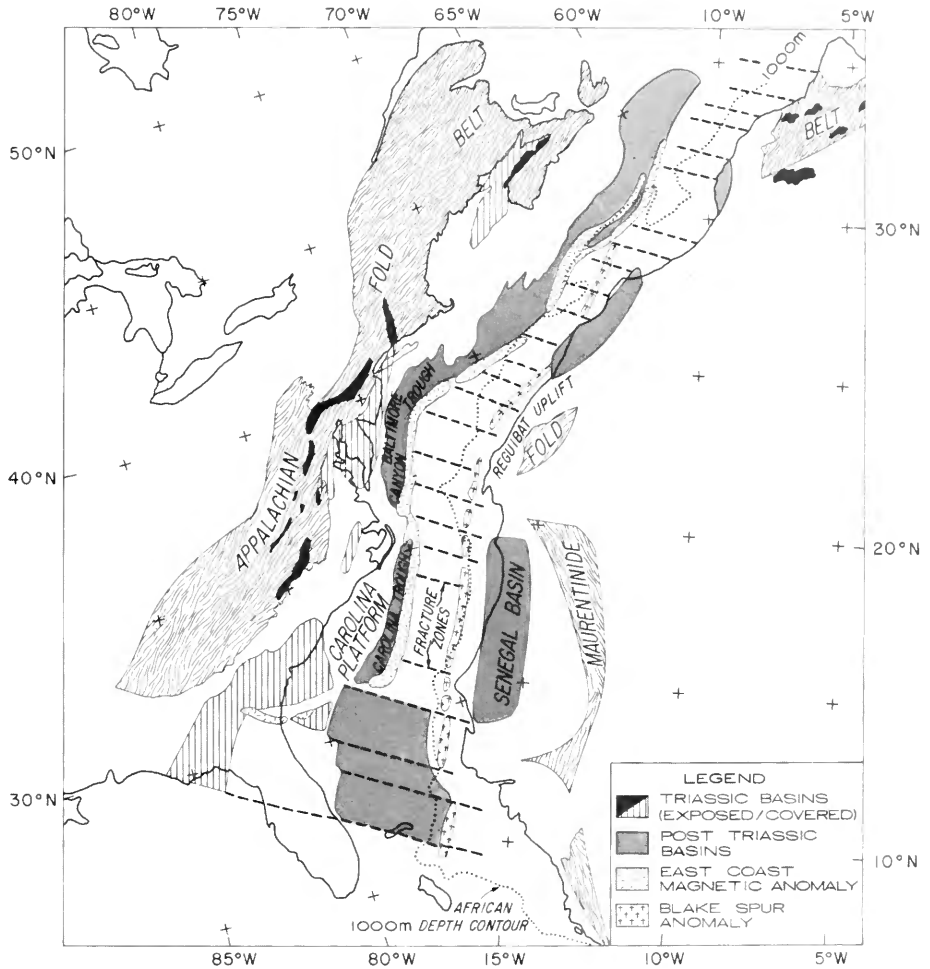 80°W 75°W 70°W 65°W 60°W 10°W 5°W
1000m
BELT
BELT
50°N
30°N
FOLD
BALTIMORE
CANYON
TROUGH
REGUIBAT UPLIFT
FOLD
40°N
APPALACHIAN
20°N
CAROLINA
PLATFORM
CAROLINA TROUGH
FRACTURE
ZONES
SENEGAL BASIN
MAURENTINIDE
30°N
LEGEND
TRIASSIC BASINS
(EXPOSED/COVERED)
POST TRIASSIC
BASINS
EAST COAST
MAGNETIC ANOMALY
BLAKE SPUR
ANOMALY
10°N
AFRICAN
1000m DEPTH CONTOUR
85°W 80°W 15°W 10°W 5°W